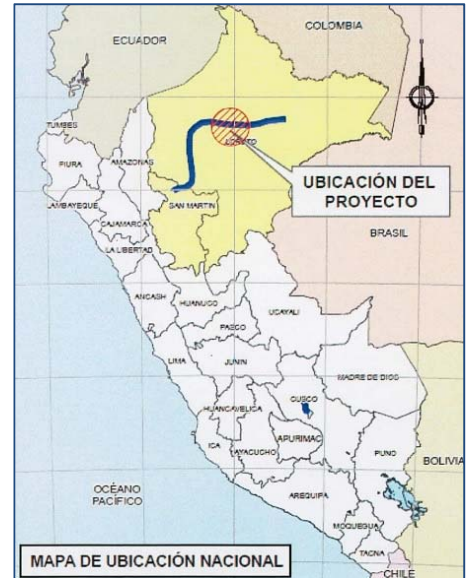 ECUADOR
COLOMBIA
TUMBES
PIURA
AMAZONAS
LORETO
UBICACIÓN DEL
PROYECTO
LAMBAYEQUE
SAN MARTIN
CAJAMARCA
BRASIL
LA LIBERTAD
ANCASH
HUANUCO
UCAYALI
PASCO
LIMA
JUNIN
MADRE DE DIOS
CUSCO
HUANCAVELICA
ICA
AYACUCHO
APURIMAC
PUNO
BOLIVIA
OCÉANO
PACÍFICO
AREQUIPA
MOQUEGUA
TACNA
MAPA DE UBICACIÓN NACIONAL
CHILE